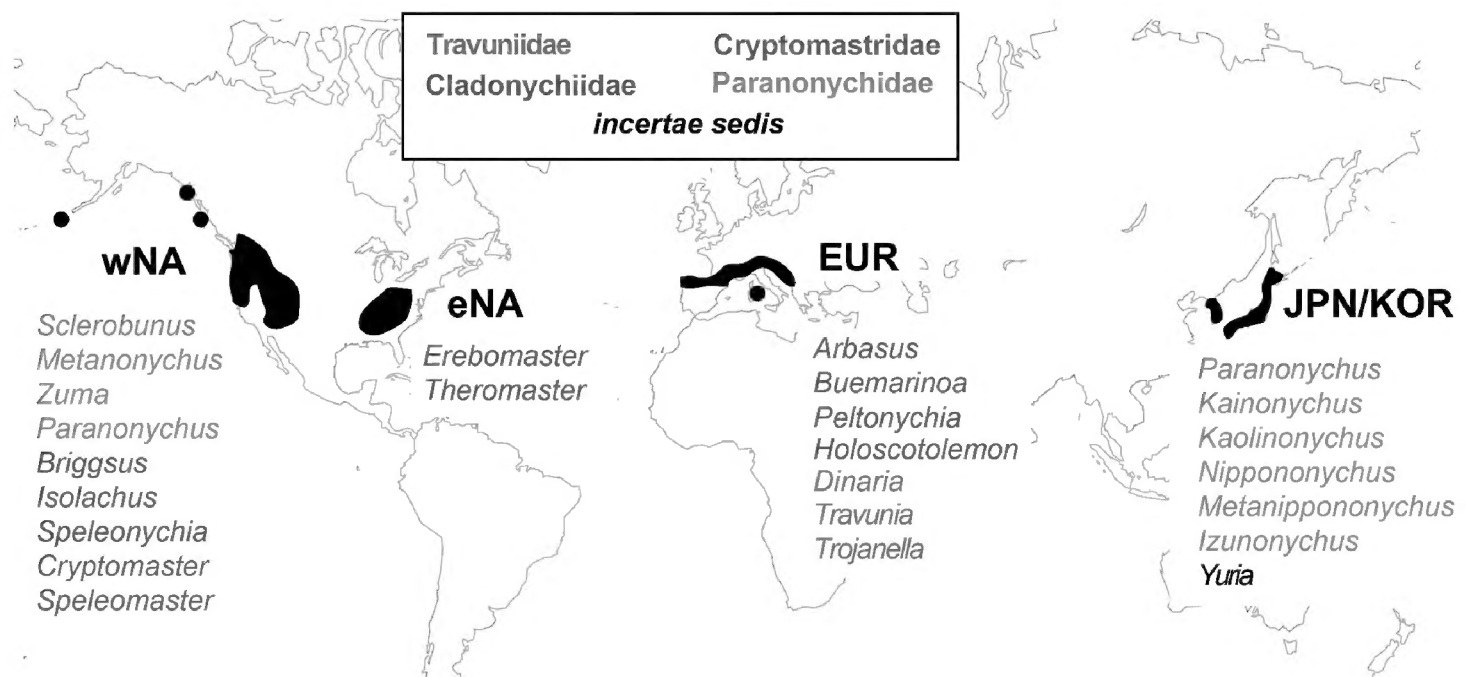 Travuniidae Cryptomastridae
Cladonychiidae Paranonychidae
incertae sedis
wNA
Sclerobunus
Metanonychus
Zuma
Paranonychus
Briggsus
Isolachus
Speleonychia
Cryptomaster
Speleomaster
eNA
Erebomaster
Theromaster
EUR
Arbasus
Buemarinoa
Peltonychia
Holoscotolemon
Dinaria
Travunia
Trojanella
JPN/KOR
Paranonychus
Kainonychus
Kaolinonychus
Nippononychus
Metanippononychus
Izunonychus
Yuria